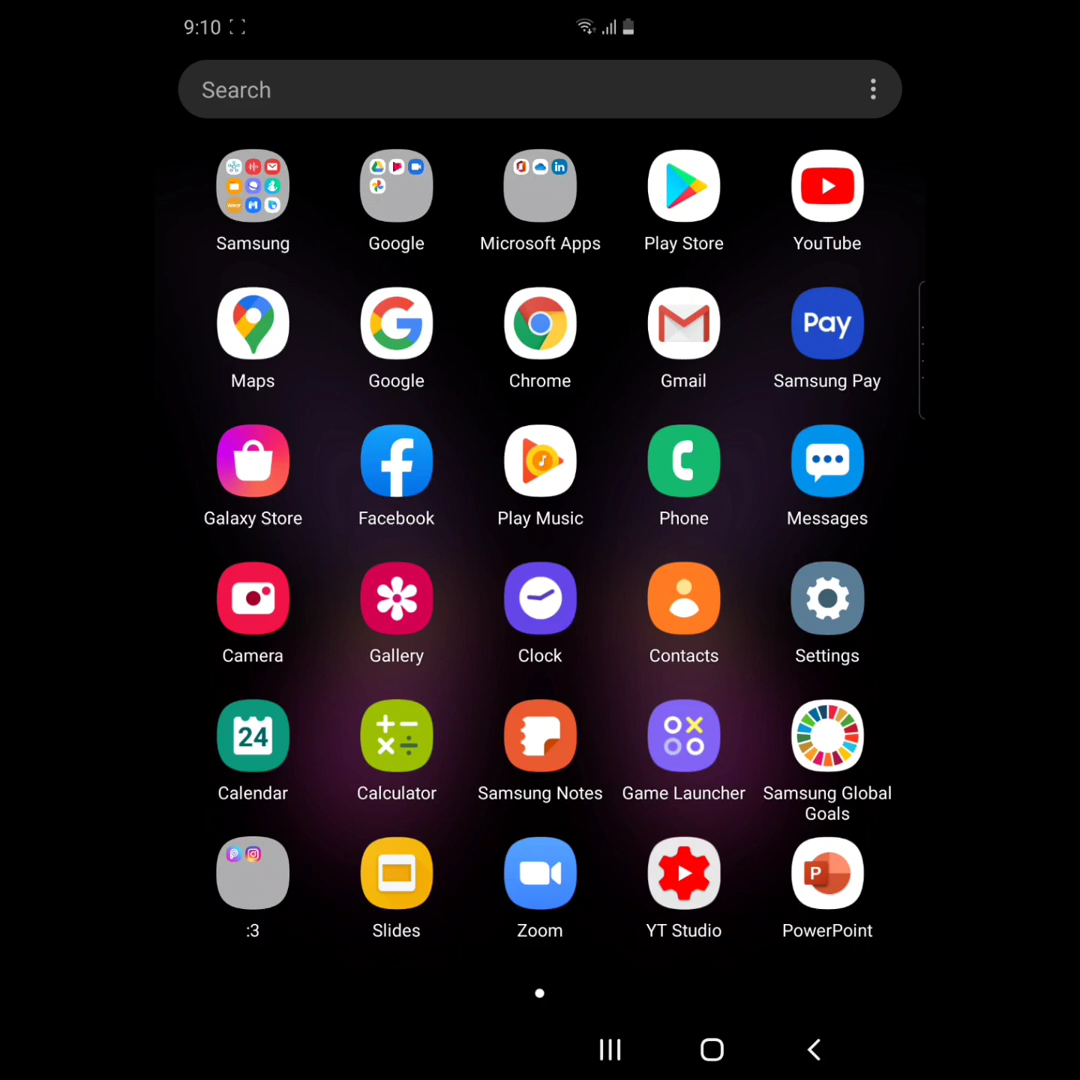 9:10
Search
Samsung
Google
Microsoft Apps
Play Store
YouTube
Maps
Google
Chrome
Gmail
Pay
Samsung Pay
Galaxy Store
Facebook
Play Music
Phone
Messages
Camera
Gallery
Clock
Contacts
Settings
24
Calendar
Calculator
Samsung Notes
Game Launcher
Samsung Global
Goals
:3
Slides
Zoom
YT Studio
P
PowerPoint